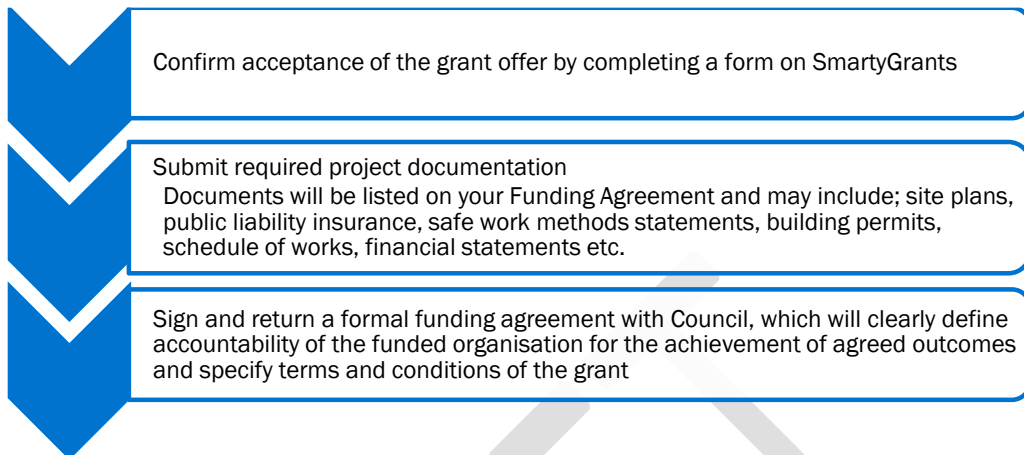 Confirm acceptance of the grant offer by completing a form on SmartyGrants
Submit required project documentation
Documents will be listed on your Funding Agreement and may include; site plans,
public liability insurance, safe work methods statements, building permits,
schedule of works, financial statements etc.
Sign and return a formal funding agreement with Council, which will clearly define
accountability of the funded organisation for the achievement of agreed outcomes
and specify terms and conditions of the grant